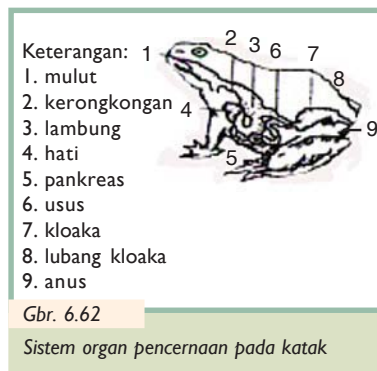 Keterangan:
1. mulut
2. kerongkongan
3. lambung
4. hati
5. pankreas
6. usus
7. kloaka
8. lubang kloaka
9. anus
1
2
3
6
7
8
4
9
5
Gbr. 6.62
Sistem organ pencernaan pada katak